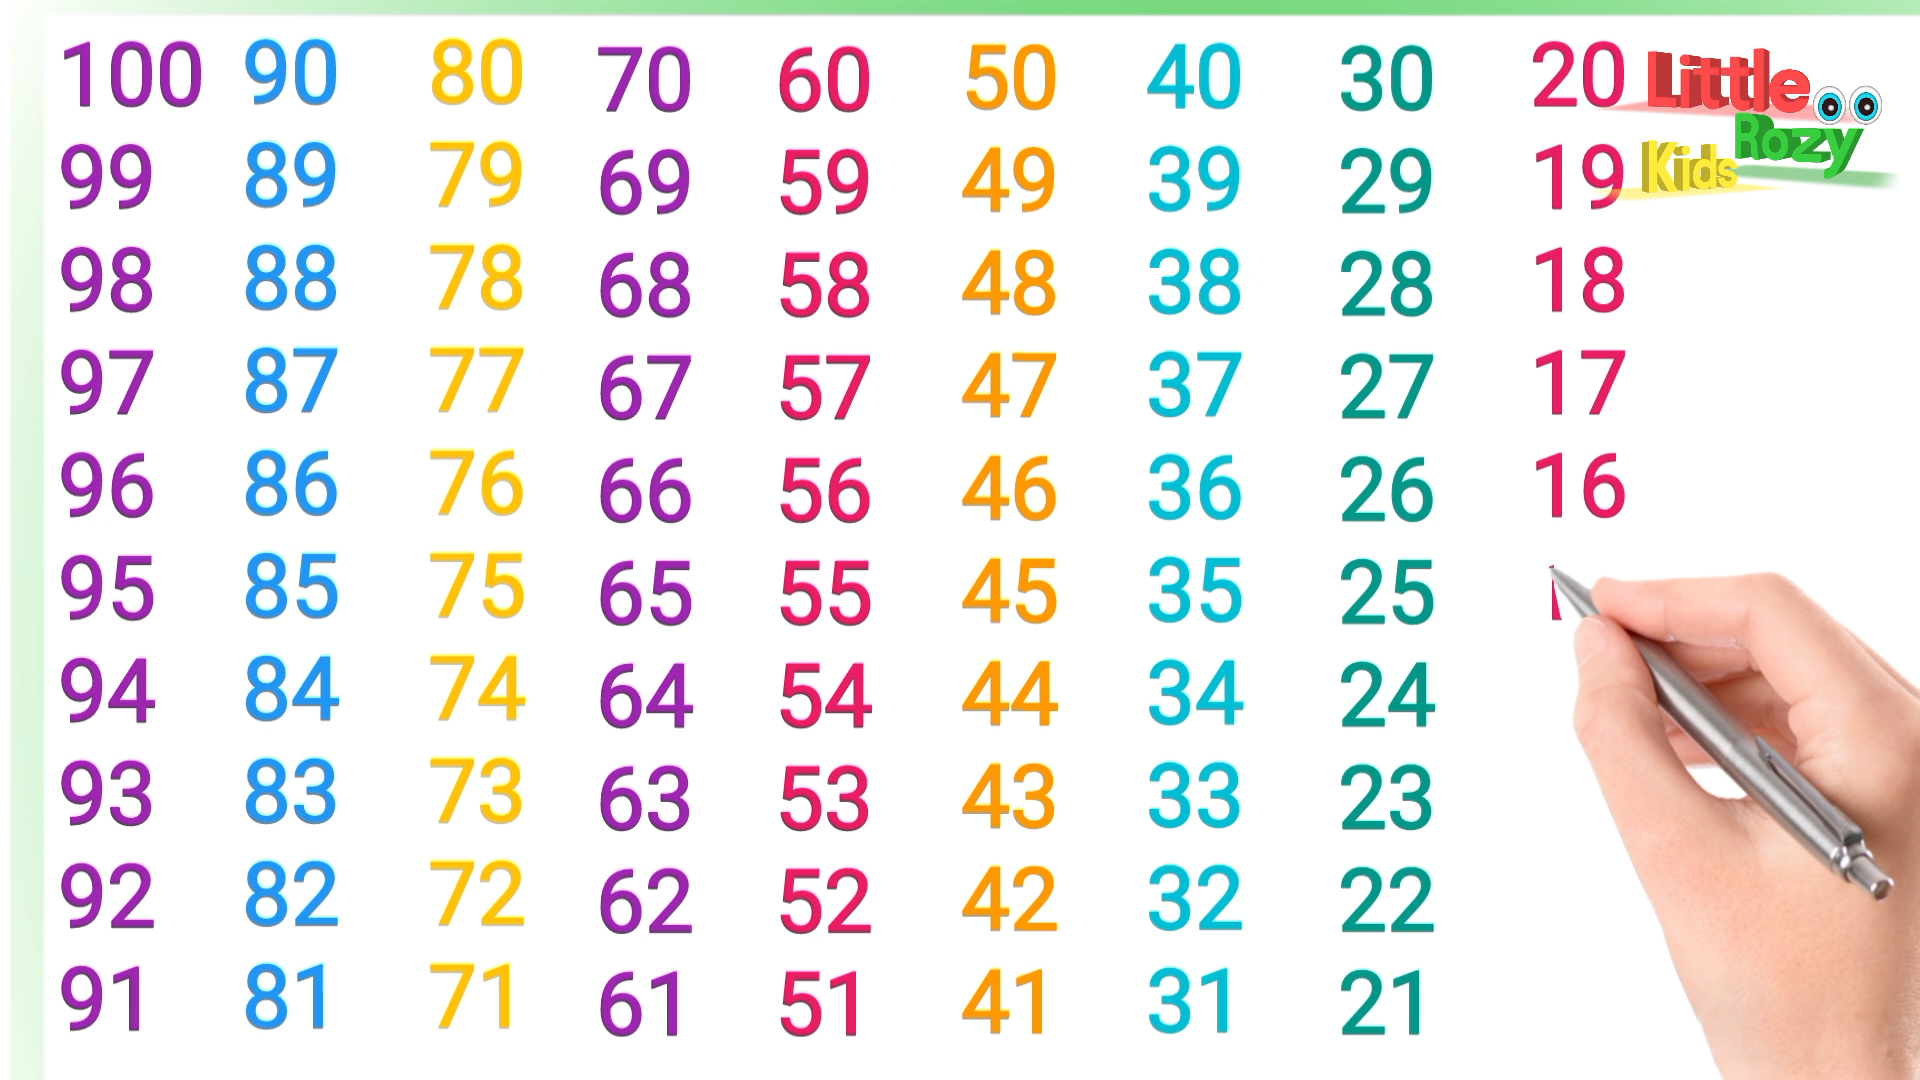 100 90 80 70 60 50 40 30 20
99 89 79 69 59 49 39 29 19
98 88 78 68 58 48 38 28 18
97 87 77 67 57 47 37 27 17
96 86 76 66 56 46 36 26 16
95 85 75 65 55 45 35 25
94 84 74 64 54 44 34 24
93 83 73 63 53 43 33 23
92 82 72 62 52 42 32 22
91 81 71 61 51 41 31 21
Little
Rozy
Kids